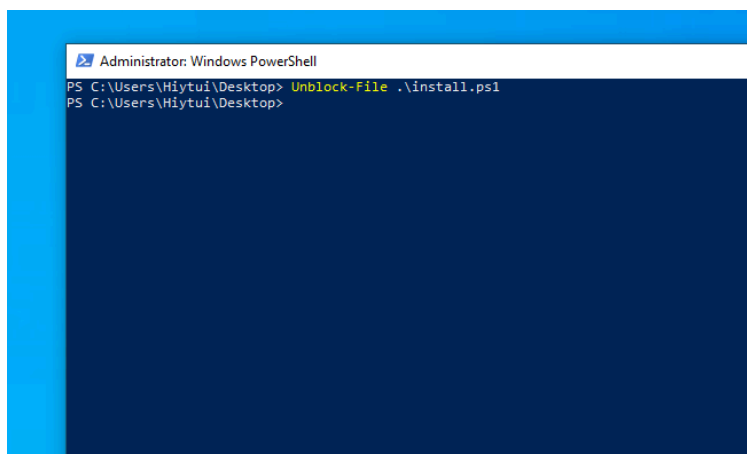 Administrator: Windows PowerShell
PS C:\Users\Hiytui\Desktop> Unblock-File .\install.ps1
PS C:\Users\Hiytui\Desktop>